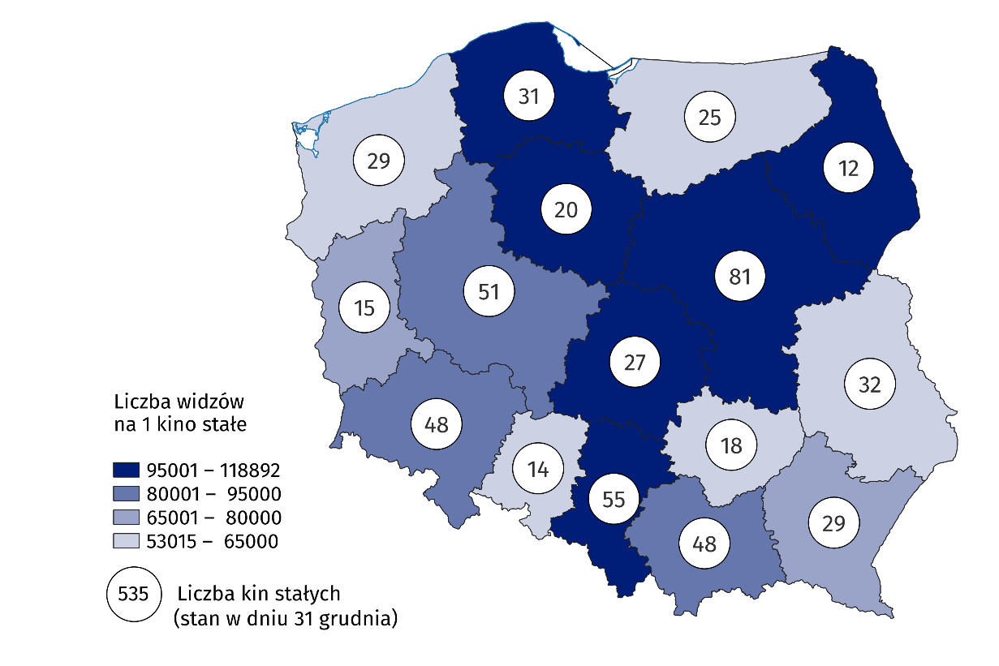 31
25
29
12
20
81
51
15
27
32
48
18
14
55
29
48
Liczba widzów
na 1 kino stałe
95001 – 118892
80001 – 95000
65001 – 80000
53015 – 65000
535
Liczba kin stałych
(stan w dniu 31 grudnia)